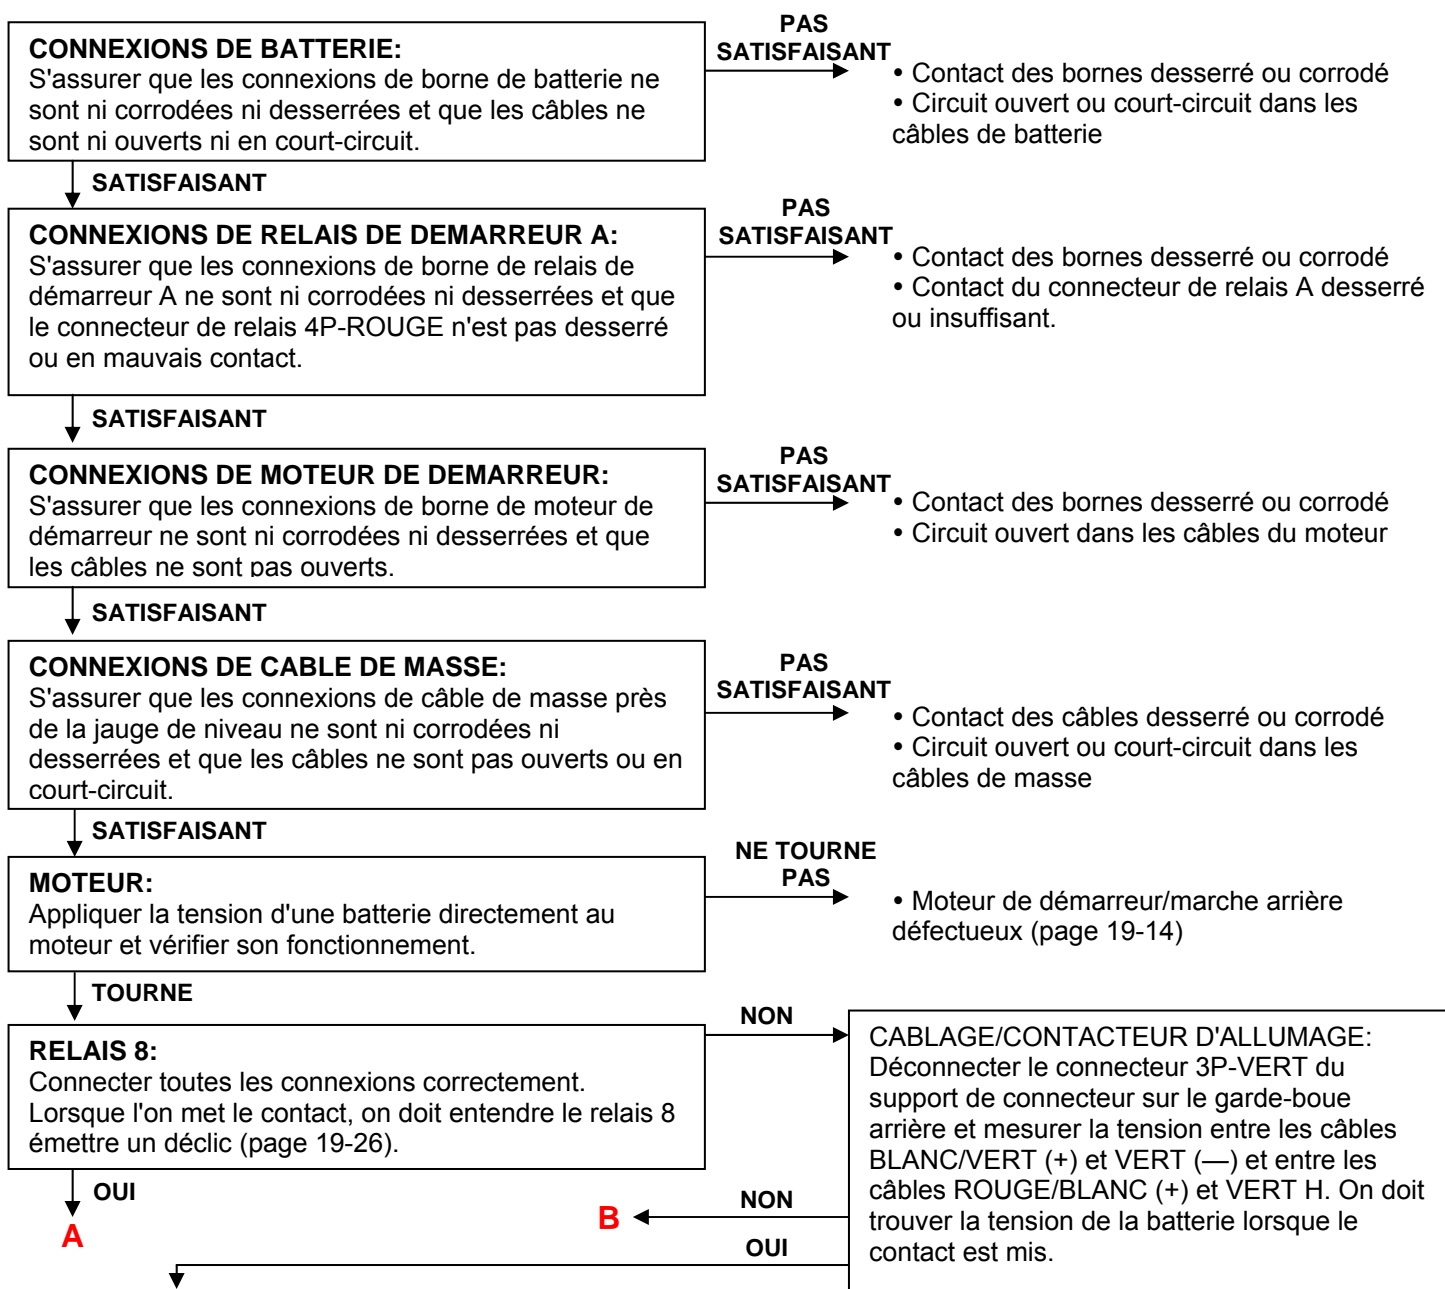 CONNEXIONS DE BATTERIE:
S'assurer que les connexions de borne de batterie ne
sont ni corrodées ni desserrées et que les câbles ne
sont ni ouverts ni en court-circuit.
PAS
SATISFAISANT
• Contact des bornes desserré ou corrodé
• Circuit ouvert ou court-circuit dans les
câbles de batterie
SATISFAISANT
CONNEXIONS DE RELAIS DE DEMARREUR A:
S'assurer que les connexions de borne de relais de
démarreur A ne sont ni corrodées ni desserrées et que
le connecteur de relais 4P-ROUGE n'est pas desserré
ou en mauvais contact.
PAS
SATISFAISANT
• Contact des bornes desserré ou corrodé
• Contact du connecteur de relais A desserré
ou insuffisant.
SATISFAISANT
CONNEXIONS DE MOTEUR DE DEMARREUR:
S'assurer que les connexions de borne de moteur de
démarreur ne sont ni corrodées ni desserrées et que
les câbles ne sont pas ouverts.
PAS
SATISFAISANT
• Contact des bornes desserré ou corrodé
• Circuit ouvert dans les câbles du moteur
SATISFAISANT
CONNEXIONS DE CABLE DE MASSE:
S'assurer que les connexions de câble de masse près
de la jauge de niveau ne sont ni corrodées ni
desserrées et que les câbles ne sont pas ouverts ou en
court-circuit.
PAS
SATISFAISANT
• Contact des câbles desserré ou corrodé
• Circuit ouvert ou court-circuit dans les
câbles de masse
SATISFAISANT
MOTEUR:
Appliquer la tension d'une batterie directement au
moteur et vérifier son fonctionnement.
NE TOURNE
PAS
• Moteur de démarreur/marche arrière
défectueux (page 19-14)
TOURNE
RELAIS 8:
Connecter toutes les connexions correctement.
Lorsque l'on met le contact, on doit entendre le relais 8
émettre un déclic (page 19-26).
NON
CABLAGE/CONTACTEUR D'ALLUMAGE:
Déconnecter le connecteur 3P-VERT du
support de connecteur sur le garde-boue
arrière et mesurer la tension entre les câbles
BLANC/VERT (+) et VERT (—) et entre les
câbles ROUGE/BLANC (+) et VERT H. On doit
trouver la tension de la batterie lorsque le
contact est mis.
OUI
A
NON
B
OUI